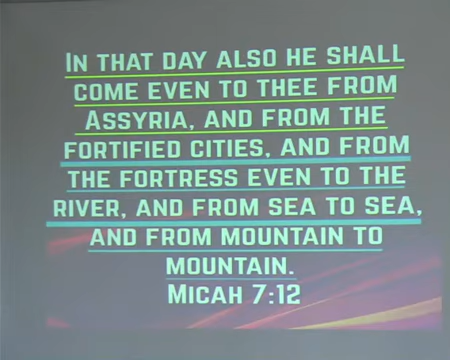 In that day also he shall
come even to thee from
Assyria, and from the
fortified cities, and from
the fortress even to the
river, and from sea to sea,
and from mountain to
mountain.
Micah 7:12